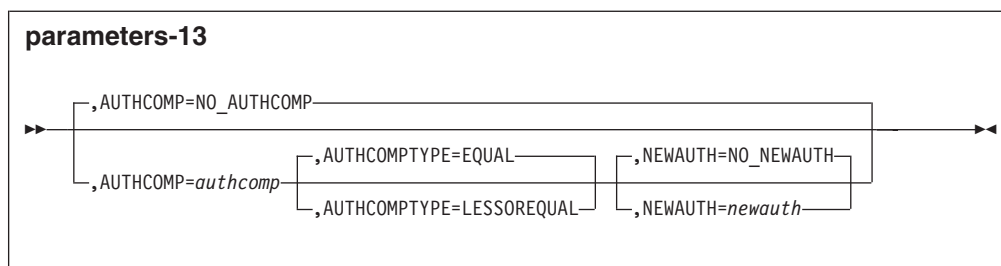 parameters-13
,AUTHCOMP=NO_AUTHCOMP
,AUTHCOMPTYPE=EQUAL ,NEWAUTH=NO_NEWAUTH
,AUTHCOMP=authcomp
,AUTHCOMPTYPE=LESSOREQUAL ,NEWAUTH=newauth